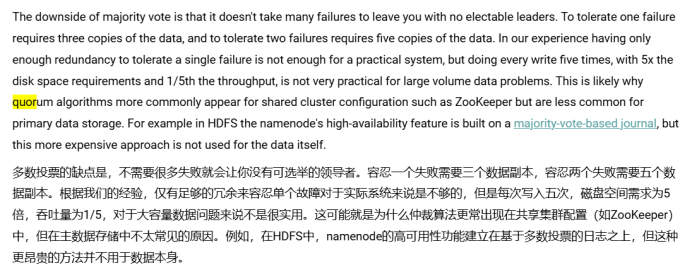 The downside of majority vote is that it doesn't take many failures to leave you with no electable leaders. To tolerate one failure
requires three copies of the data, and to tolerate two failures requires five copies of the data. In our experience having only
enough redundancy to tolerate a single failure is not enough for a practical system, but doing every write five times, with 5x the
disk space requirements and 1/5th the throughput, is not very practical for large volume data problems. This is likely why
quorum algorithms more commonly appear for shared cluster configuration such as ZooKeeper but are less common for
primary data storage. For example in HDFS the namenode's high-availability feature is built on a majority-vote-based journal, but
this more expensive approach is not used for the data itself.
多数投票的缺点是，不需要很多失败就会让你没有可选举的领导者。容忍一个失败需要三个数据副本，容忍两个失败需要五个数
据副本。根据我们的经验，仅有足够的冗余来容忍单个故障对于实际系统来说是不够的，但是每次写入五次，磁盘空间需求为5
倍，吞吐量为1/5，对于大容量数据问题来说不是很实用。这可能就是为什么仲裁算法更常出现在共享集群配置（如ZooKeeper）
中，但在主数据存储中不太常见的原因。例如，在HDFS中，namenode的高可用性功能建立在基于多数投票的日志之上，但这种
更昂贵的方法并不用于数据本身。